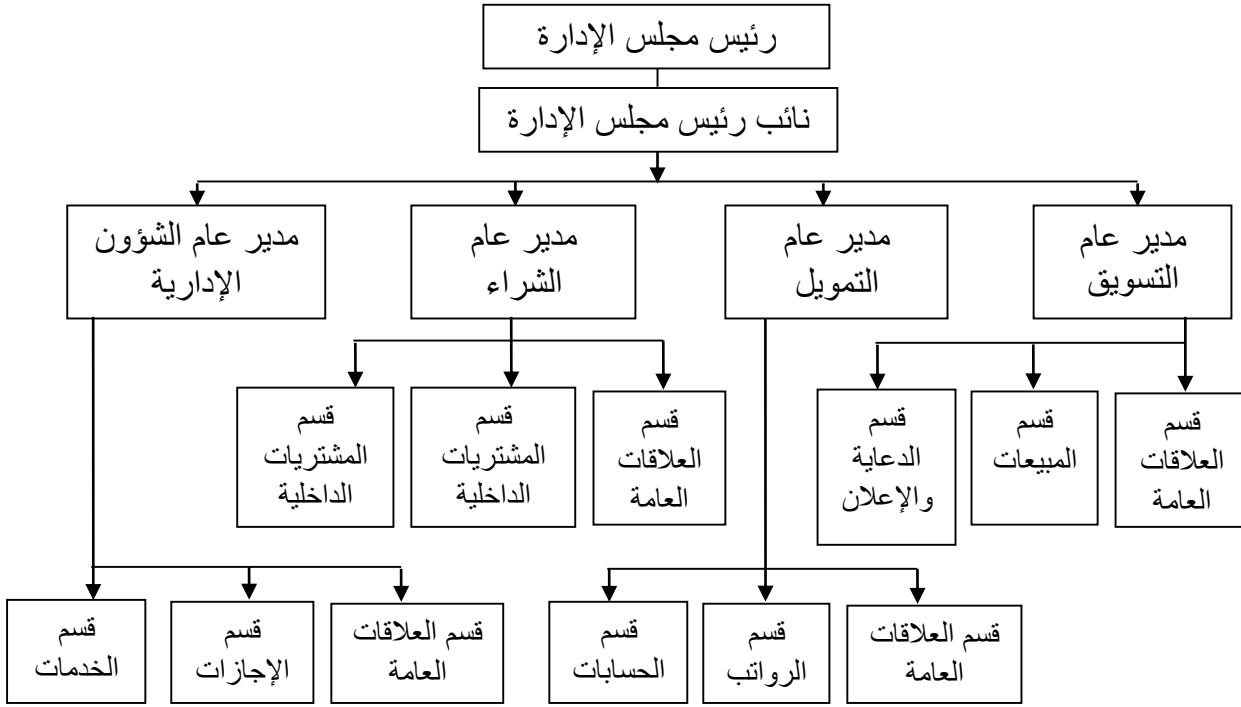 رئيس مجلس الإدارة
نائب رئيس مجلس الإدارة
مدير عام
التسويق
مدير عام
التمويل
مدير عام
الشراء
مدير عام الشؤون
الإدارية
قسم
العلاقات
العامة
قسم
المبيعات
قسم
الدعاية
والإعلان
قسم
العلاقات
العامة
قسم
المشتريات
الداخلية
قسم
المشتريات
الداخلية
قسم العلاقات
العامة
قسم
الرواتب
قسم
الحسابات
قسم العلاقات
العامة
قسم
الإجازات
قسم
الخدمات